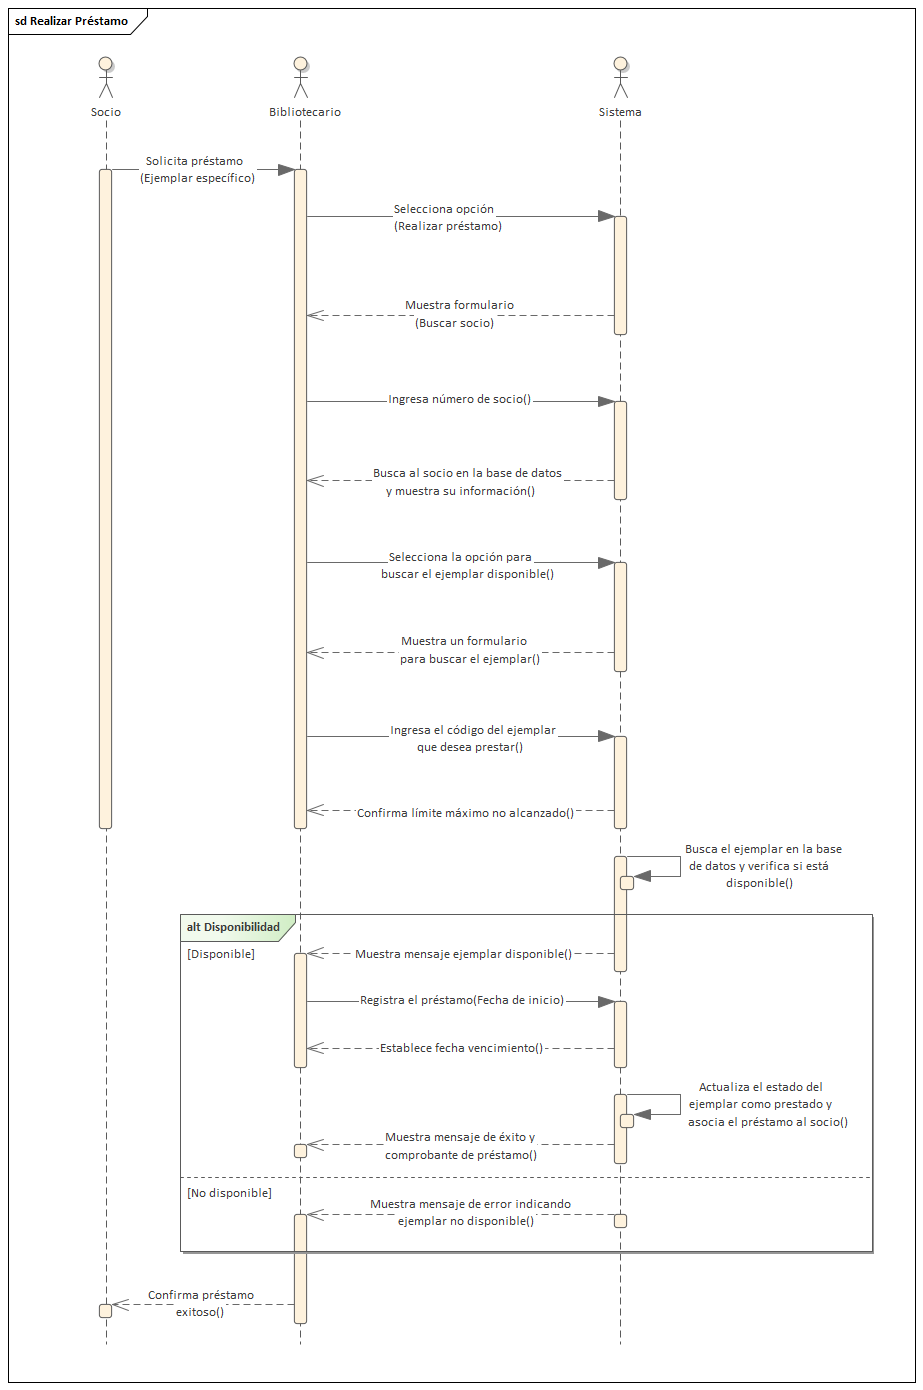 sd Realizar Préstamo
Socio
Bibliotecario
Sistema
Solicita préstamo
(Ejemplar específico)
Selecciona opción
(Realizar préstamo)
Muestra formulario
(Buscar socio)
Ingresa número de socio()
Busca al socio en la base de datos
y muestra su información()
Selecciona la opción para
buscar el ejemplar disponible()
Muestra un formulario
para buscar el ejemplar()
Ingresa el código del ejemplar
que desea prestar()
Confirma límite máximo no alcanzado()
Busca el ejemplar en la base
de datos y verifica si está
disponible()
alt Disponibilidad
[Disponible]
Muestra mensaje ejemplar disponible()
Registra el préstamo(Fecha de inicio)
Establece fecha vencimiento()
Actualiza el estado del
ejemplar como prestado y
asocia el préstamo al socio()
Muestra mensaje de éxito y
comprobante de préstamo()
[No disponible]
Muestra mensaje de error indicando
ejemplar no disponible()
Confirma préstamo
exitoso()